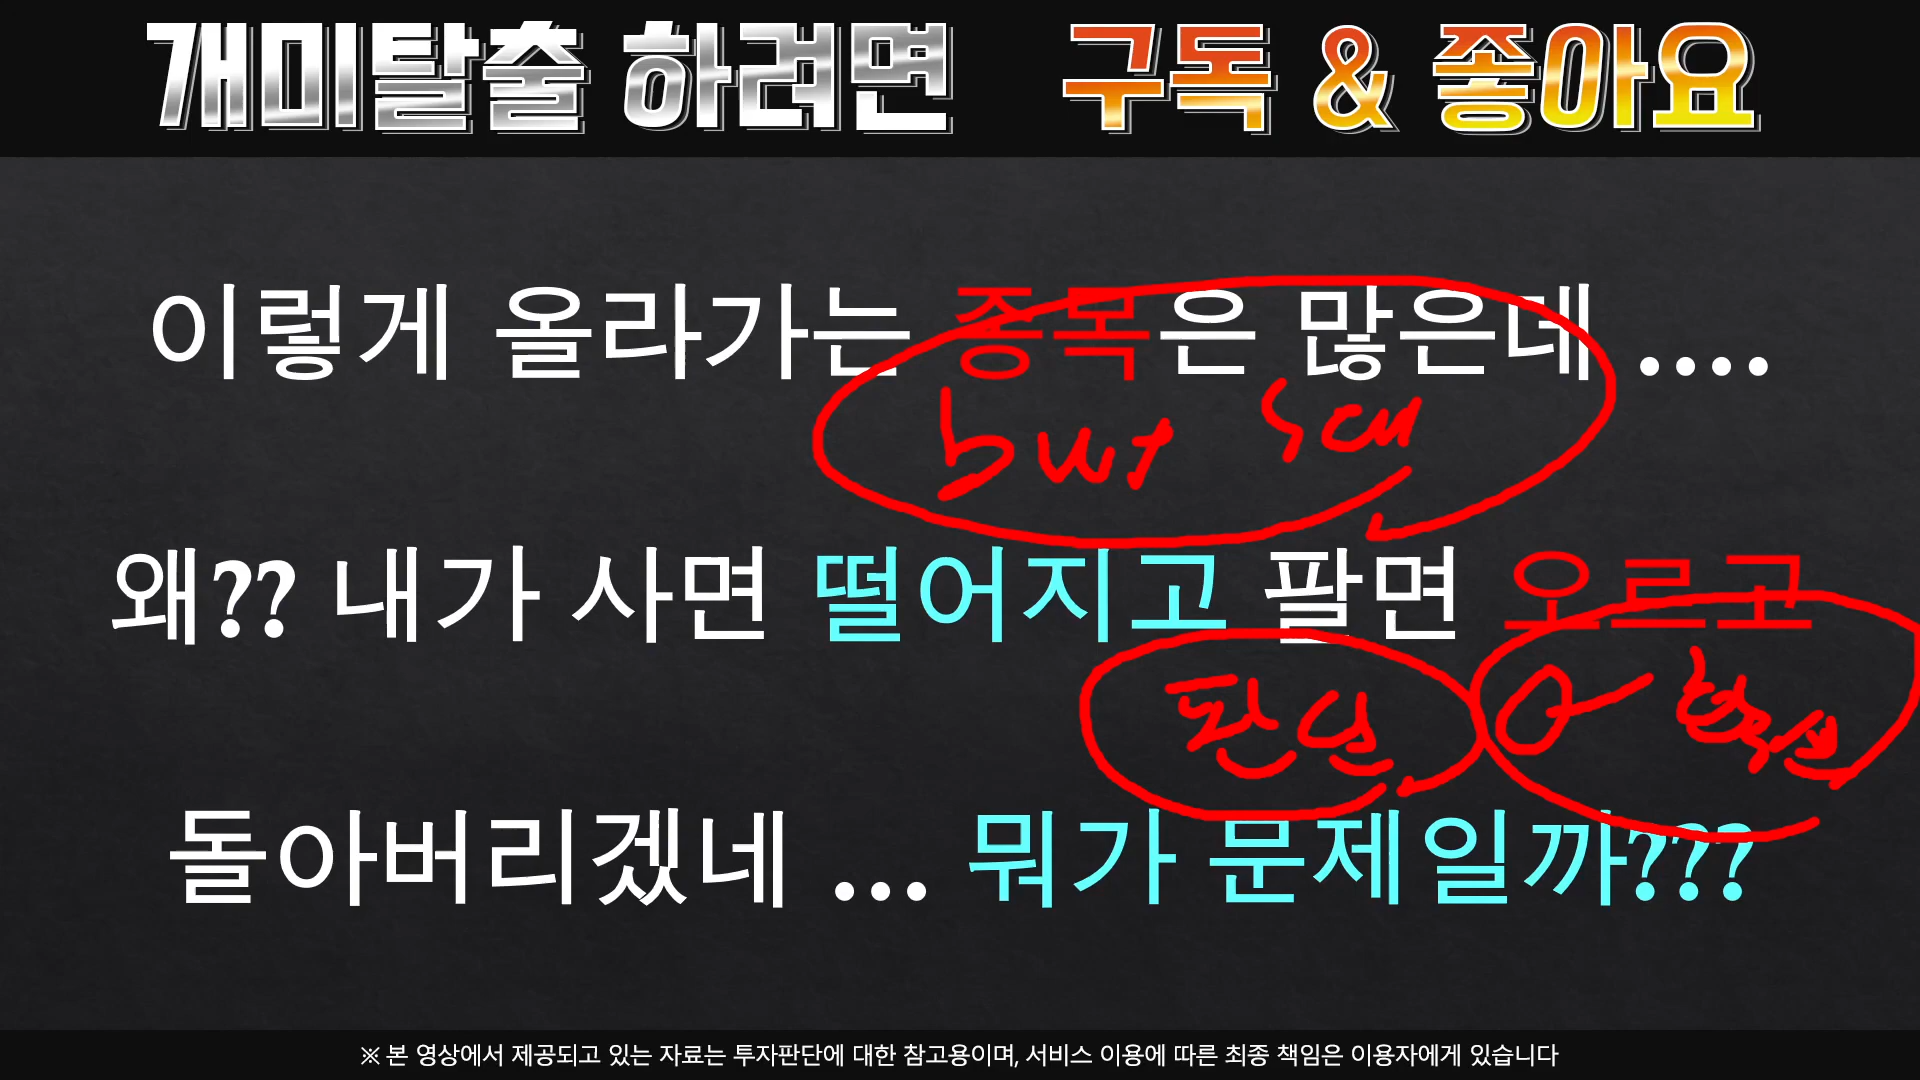 개미탈출 하려면 구독 & 좋아요
이렇게 올라가는 종목은 많은데 ....
but
왜?? 내가 사면 떨어지고 팔면 오르고
판단
돌아버리겠네 ... 뭐가 문제일까???
※ 본 영상에서 제공되고 있는 자료는 투자판단에 대한 참고용이며, 서비스 이용에 따른 최종 책임은 이용자에게 있습니다